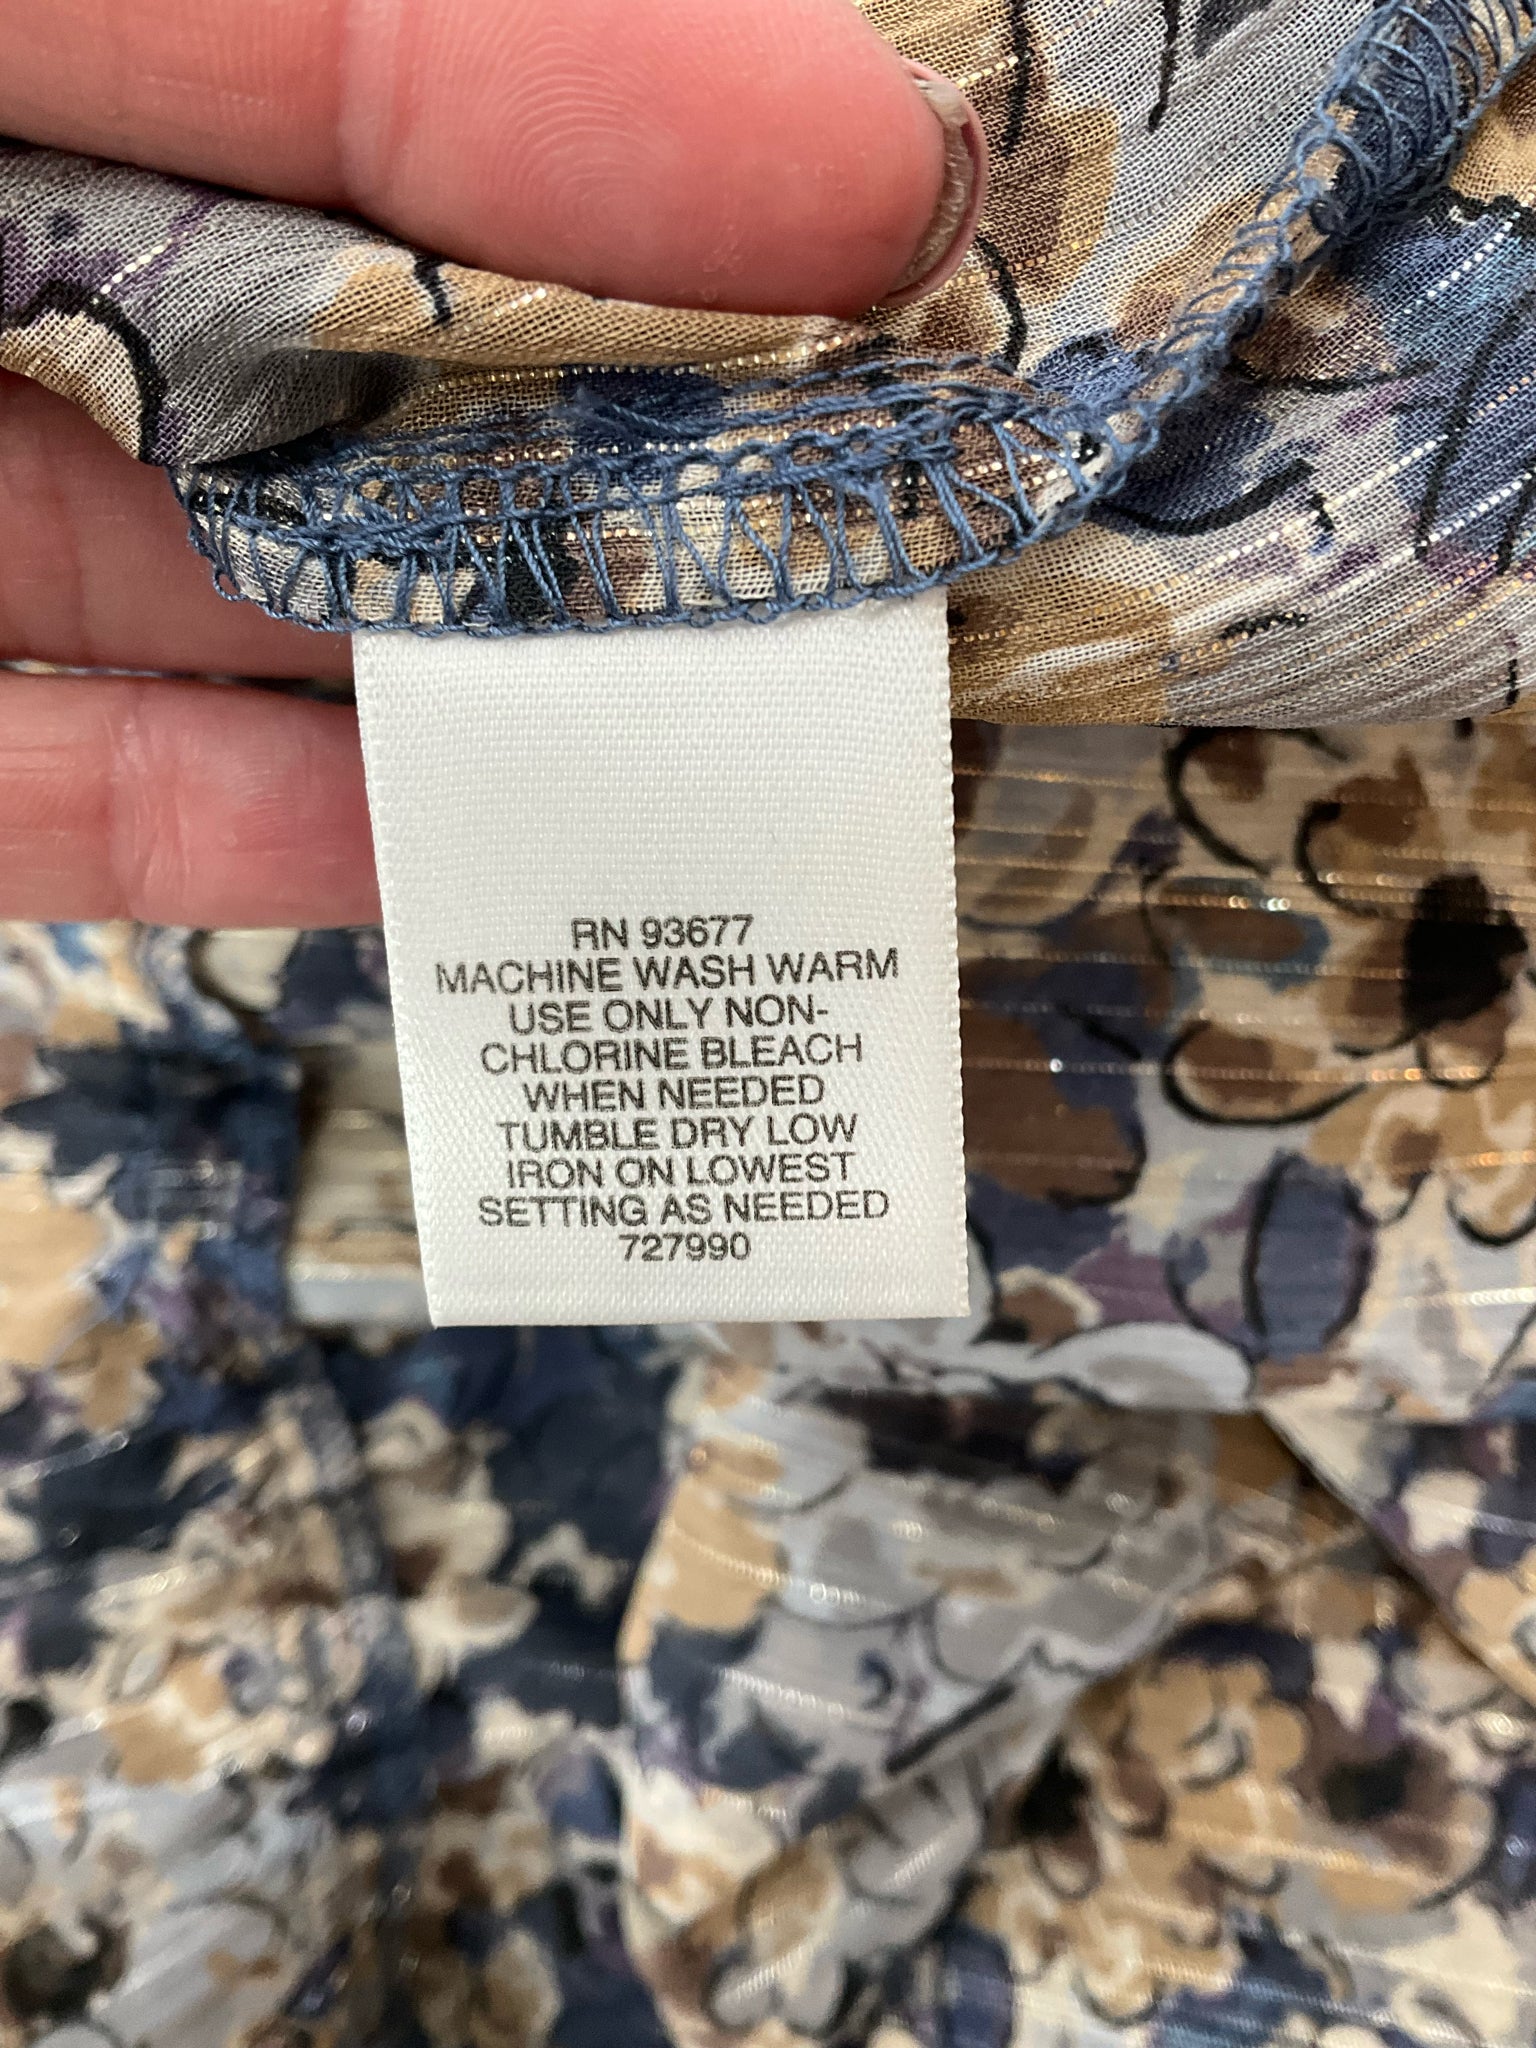 RN 93677
MACHINE WASH WARM
USE ONLY NON-
CHLORINE BLEACH
WHEN NEEDED
TUMBLE DRY LOW
IRON ON LOWEST
SETTING AS NEEDED
727990